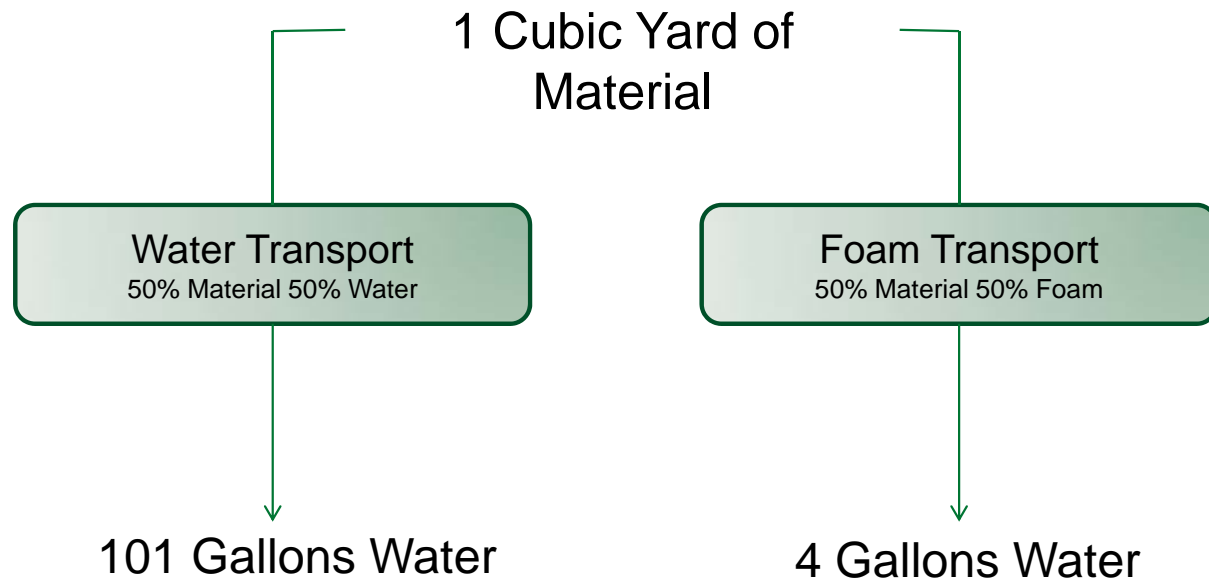 1 Cubic Yard of
Material
Water Transport
50% Material 50% Water
Foam Transport
50% Material 50% Foam
101 Gallons Water
4 Gallons Water